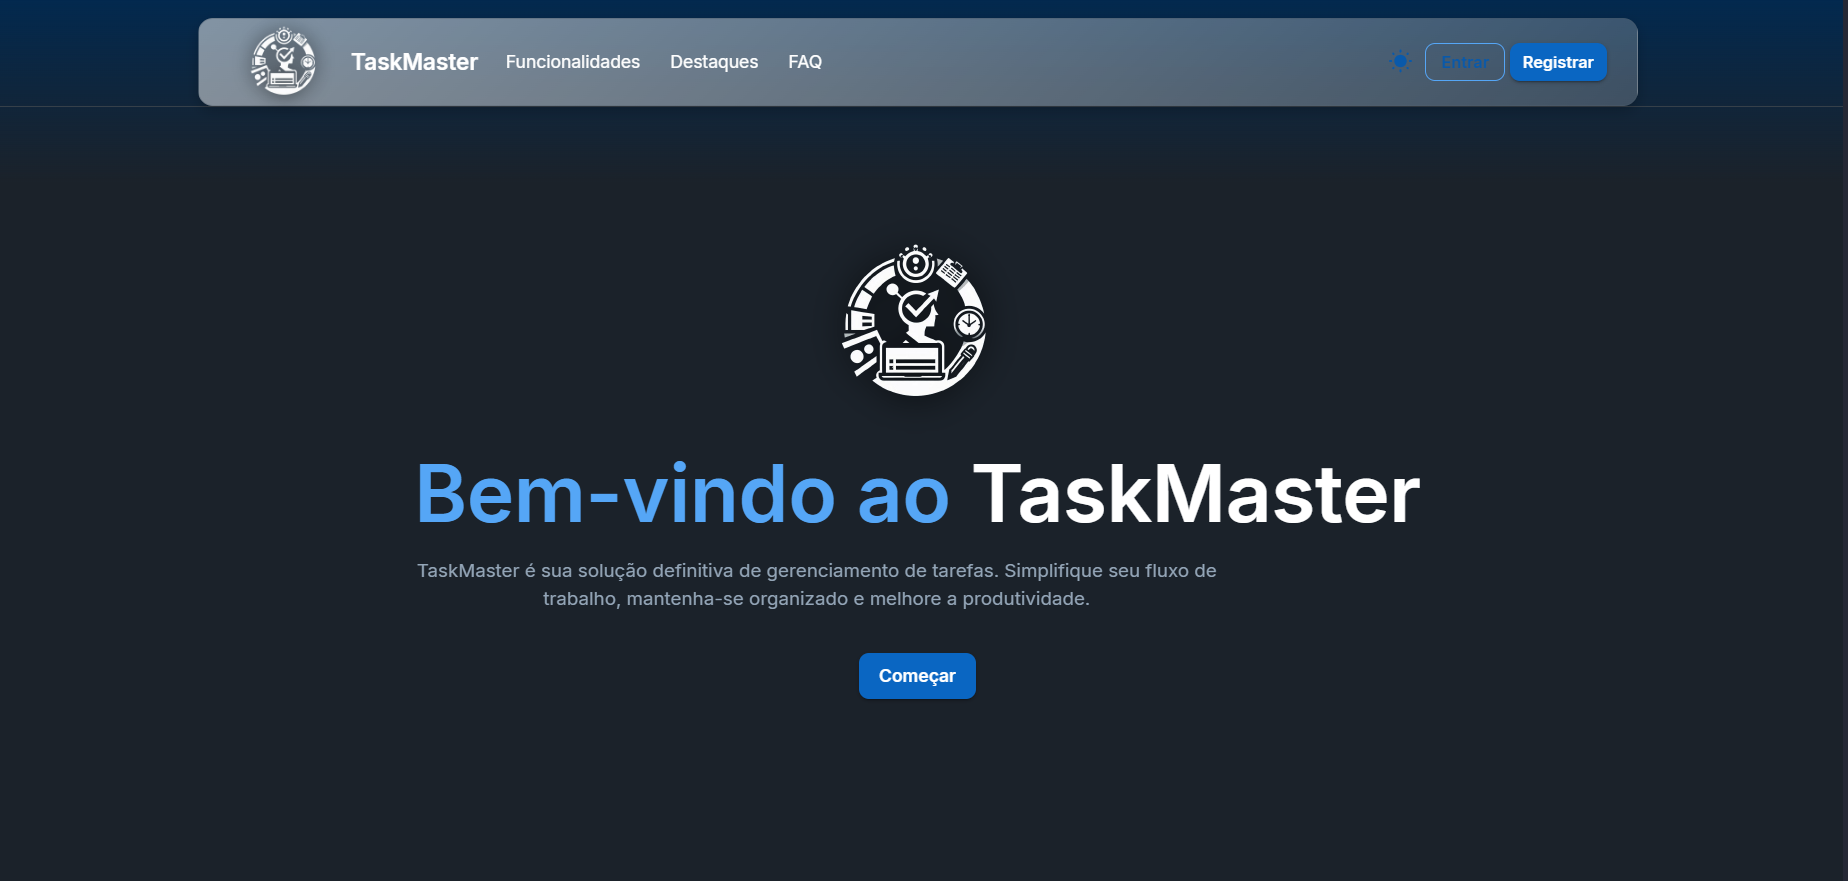 TaskMaster Funcionalidades Destaques FAQ Entrar Registrar
Bem-vindo ao TaskMaster
TaskMaster é sua solução definitiva de gerenciamento de tarefas. Simplifique seu fluxo de
trabalho, mantenha-se organizado e melhore a produtividade.
Começar